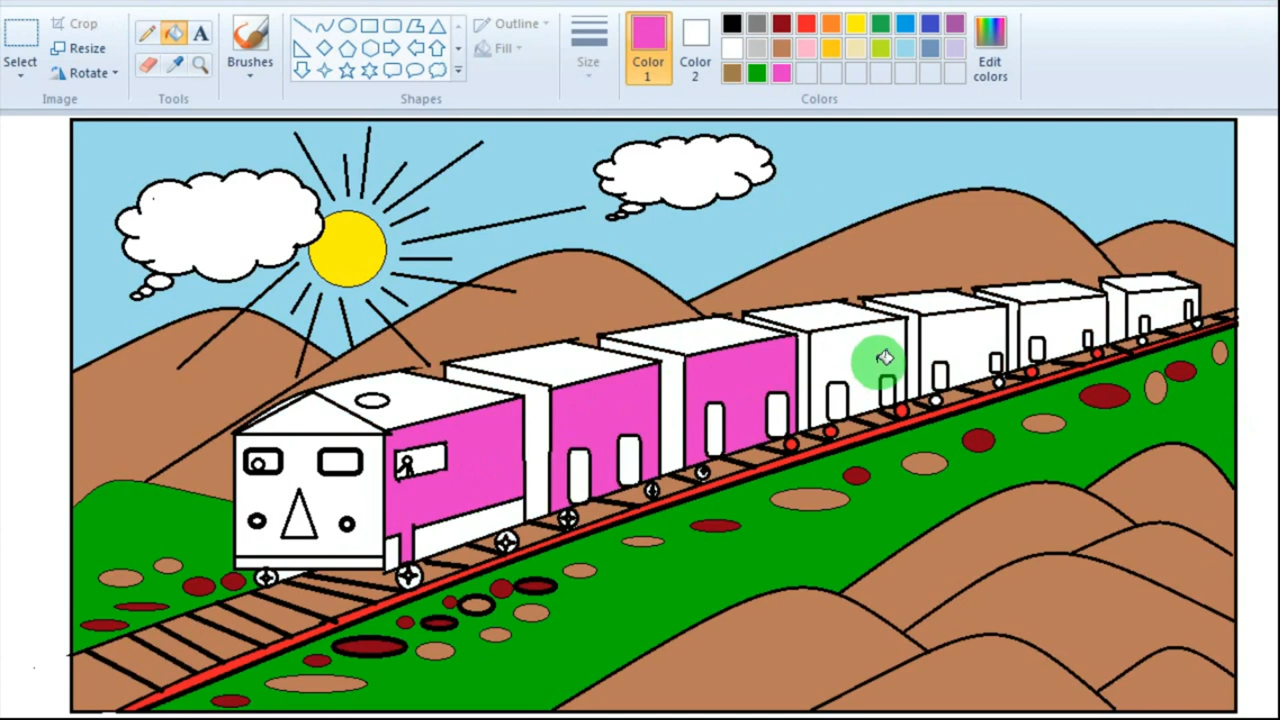 Crop
Resize
Rotate
Select
Image
A
Tools
Brushes
Outline
Fill
Shapes
Size
Color 1
Color 2
Edit colors
Colors